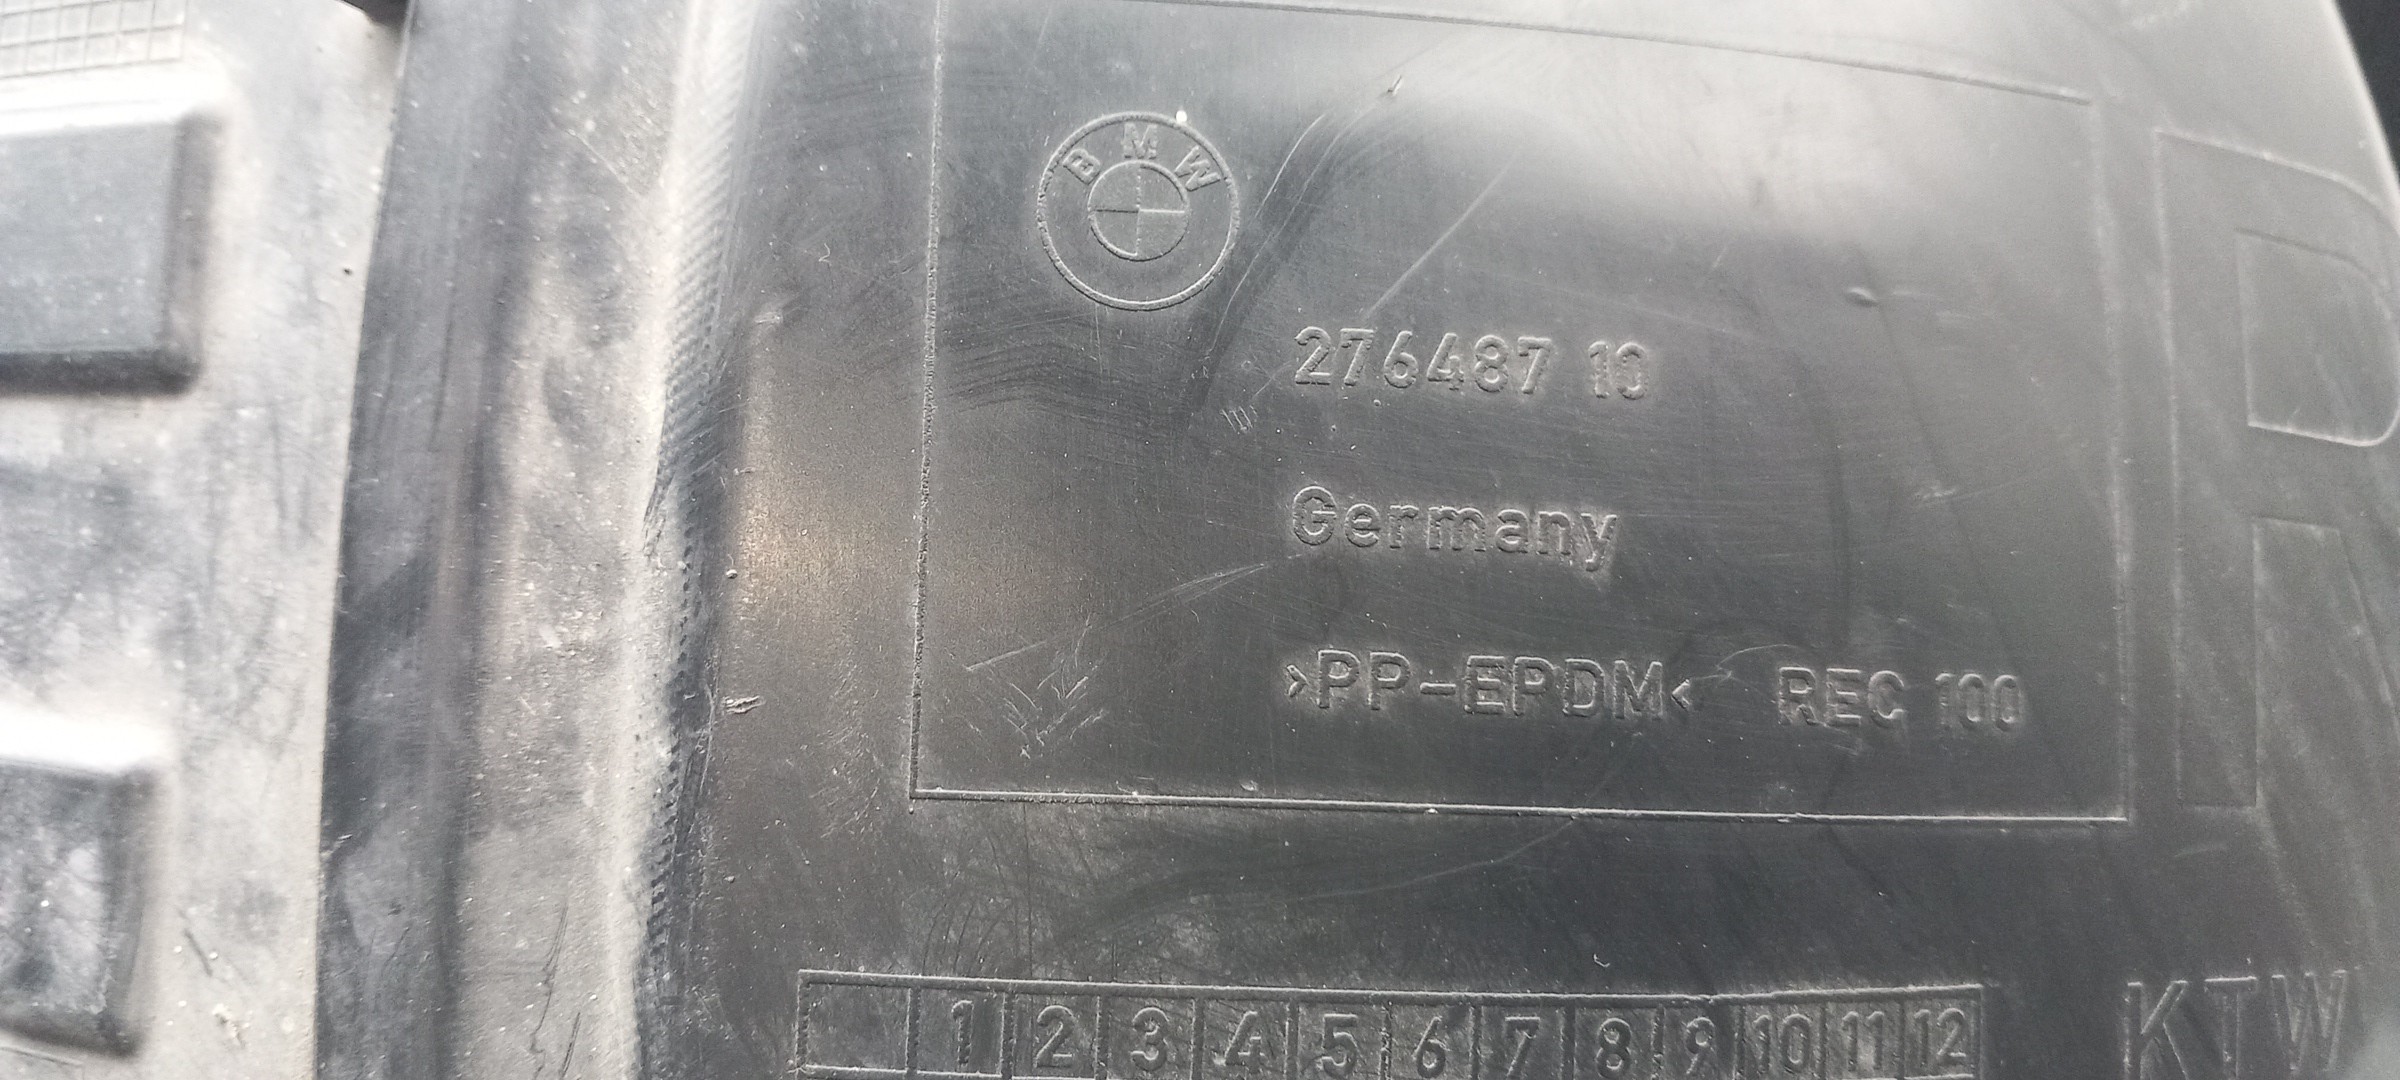 BMW
276487 10
Germany
>PP-EPDM< REC 100
1 2 3 4 5 6 7 8 9 10 11 12
KTW